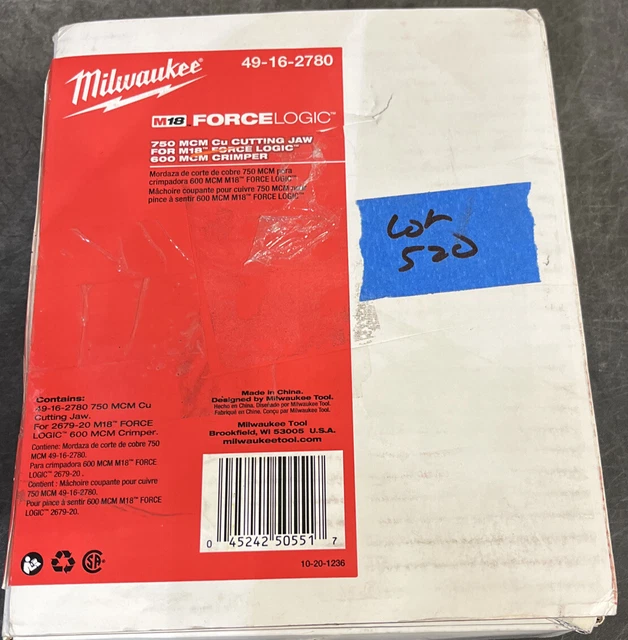 Milwaukee®
49-16-2780
M18 FORCELOGIC™
750 MCM Cu CUTTING JAW
FOR M18™ FORCE LOGIC™
600 MCM CRIMPER
Mordaza de corte de cobre 750 MCM para
crimpadora 600 MCM M18™ FORCE LOGIC™
Mâchoire coupante pour cuivre 750 MCM pour
pince à sentir 600 MCM M18™ FORCE LOGIC™
Lot
520
Contains:
49-16-2780 750 MCM Cu
Cutting Jaw.
For 2679-20 M18™ FORCE
LOGIC™ 600 MCM Crimper.
Contiene: Mordaza de corte de cobre 750
MCM 49-16-2780.
Para crimpadora 600 MCM M18™ FORCE
LOGIC™ 2679-20.
Contient : Mâchoire coupante pour cuivre
750 MCM 49-16-2780.
Pour pince à sentir 600 MCM M18™ FORCE
LOGIC™ 2679-20.
Made in China.
Designed by Milwaukee Tool.
Hecho en China. Diseñado por Milwaukee Tool.
Fabriqué en Chine. Conçu par Milwaukee Tool.
Milwaukee Tool
Brookfield, WI 53005 U.S.A.
milwaukeetool.com
0 45242 50551 7
SA
10-20-1236